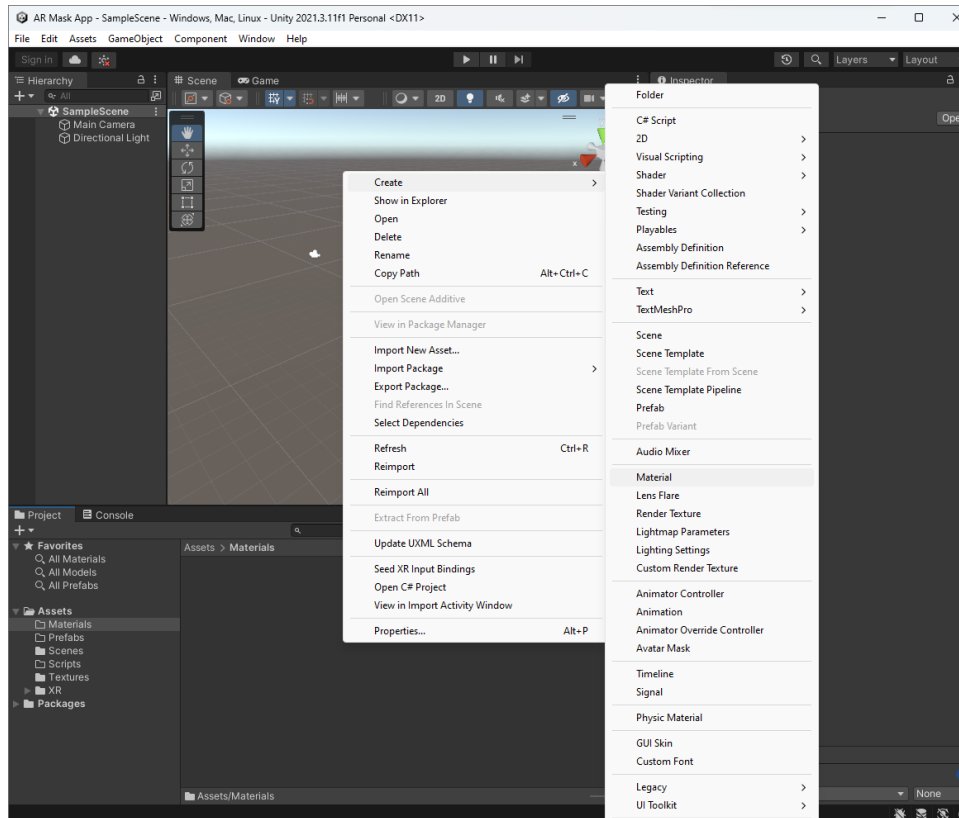 AR Mask App - SampleScene - Windows, Mac, Linux - Unity 2021.3.11f1 Personal <DX11>
File Edit Assets GameObject Component Window Help
Sign in
Layers
Layout
Hierarchy
All
SampleScene
Main Camera
Directional Light
Scene
Game
2D
x
Inspector
Ope
Create
Show in Explorer
Open
Delete
Rename
Copy Path Alt+Ctrl+C
Open Scene Additive
View in Package Manager
Import New Asset...
Import Package
Export Package...
Find References In Scene
Select Dependencies
Refresh Ctrl+R
Reimport
Reimport All
Extract From Prefab
Update UXML Schema
Seed XR Input Bindings
Open C# Project
View in Import Activity Window
Properties... Alt+P
Folder
C# Script
2D
Visual Scripting
Shader
Shader Variant Collection
Testing
Playables
Assembly Definition
Assembly Definition Reference
Text
TextMeshPro
Scene
Scene Template
Scene Template From Scene
Scene Template Pipeline
Prefab
Prefab Variant
Audio Mixer
Material
Lens Flare
Render Texture
Lightmap Parameters
Lighting Settings
Custom Render Texture
Animator Controller
Animation
Animator Override Controller
Avatar Mask
Timeline
Signal
Physic Material
GUI Skin
Custom Font
Legacy
UI Toolkit
Project
Console
Favorites
All Materials
All Models
All Prefabs
Assets
Materials
Prefabs
Scenes
Scripts
Textures
XR
Packages
Assets > Materials
Assets/Materials
None